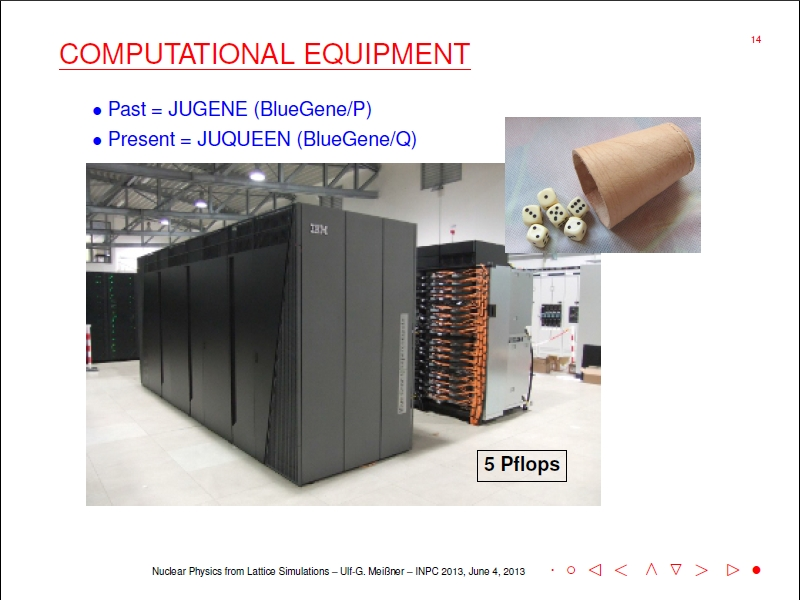 14
COMPUTATIONAL EQUIPMENT
● Past = JUGENE (BlueGene/P)
● Present = JUQUEEN (BlueGene/Q)
IBM
5 Pflops
Nuclear Physics from Lattice Simulations – Ulf-G. Meißner – INPC 2013, June 4, 2013